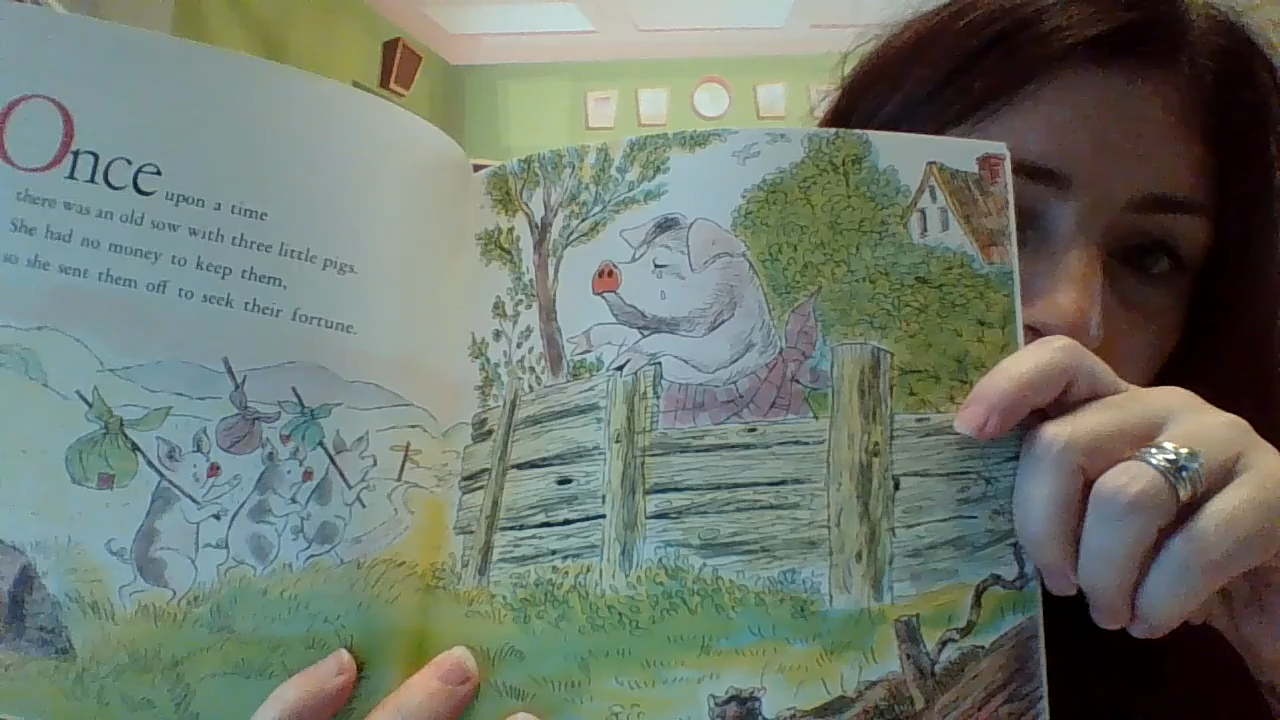 Once upon a time
there was an old sow with three little pigs.
She had no money to keep them,
so she sent them off to seek their fortune.